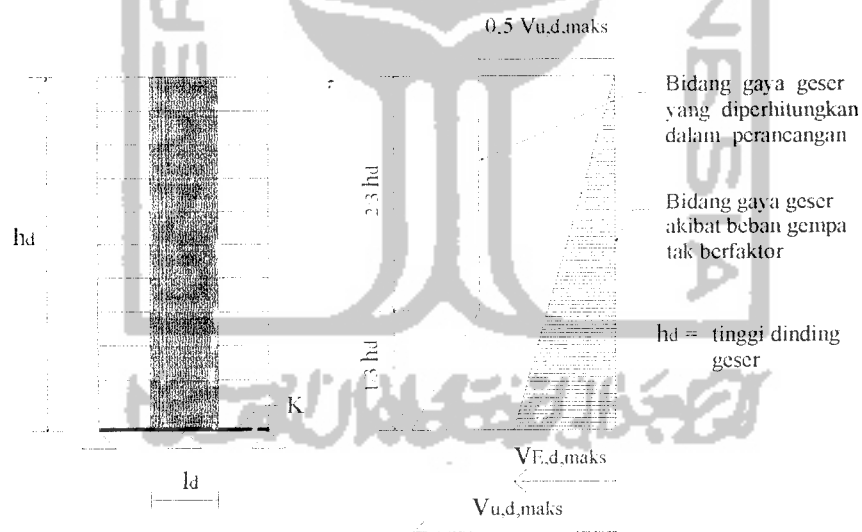 0.5 Vu,d,maks
Bidang gaya geser
yang diperhitungkan
dalam perancangan
2/3 hd
hd
Bidang gaya geser
akibat beban gempa
tak berfaktor
hd = tinggi dinding
geser
1/3 hd
K
VE,d,maks
ld
Vu,d,maks
NESIA